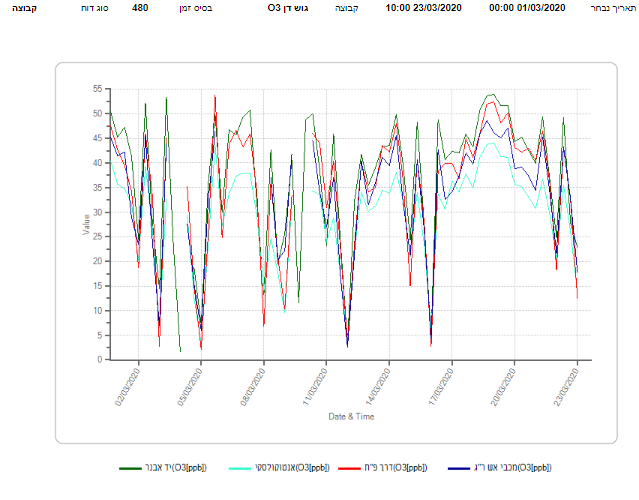 תאריך נבחר 01/03/2020 00:00 23/03/2020 10:00 קבוצה גוש דן O3 בסיס זמן 480 סוג דוח קבוצה
55
50
45
40
35
30
25
20
15
10
5
0
Value
02/03/2020 05/03/2020 08/03/2020 11/03/2020 14/03/2020 17/03/2020 20/03/2020 23/03/2020
Date & Time
יד אבנר(O3[ppb]) אנטוקולסקי(O3[ppb]) דרך פ"ת(O3[ppb]) מכבי אש ר"ג(O3[ppb])